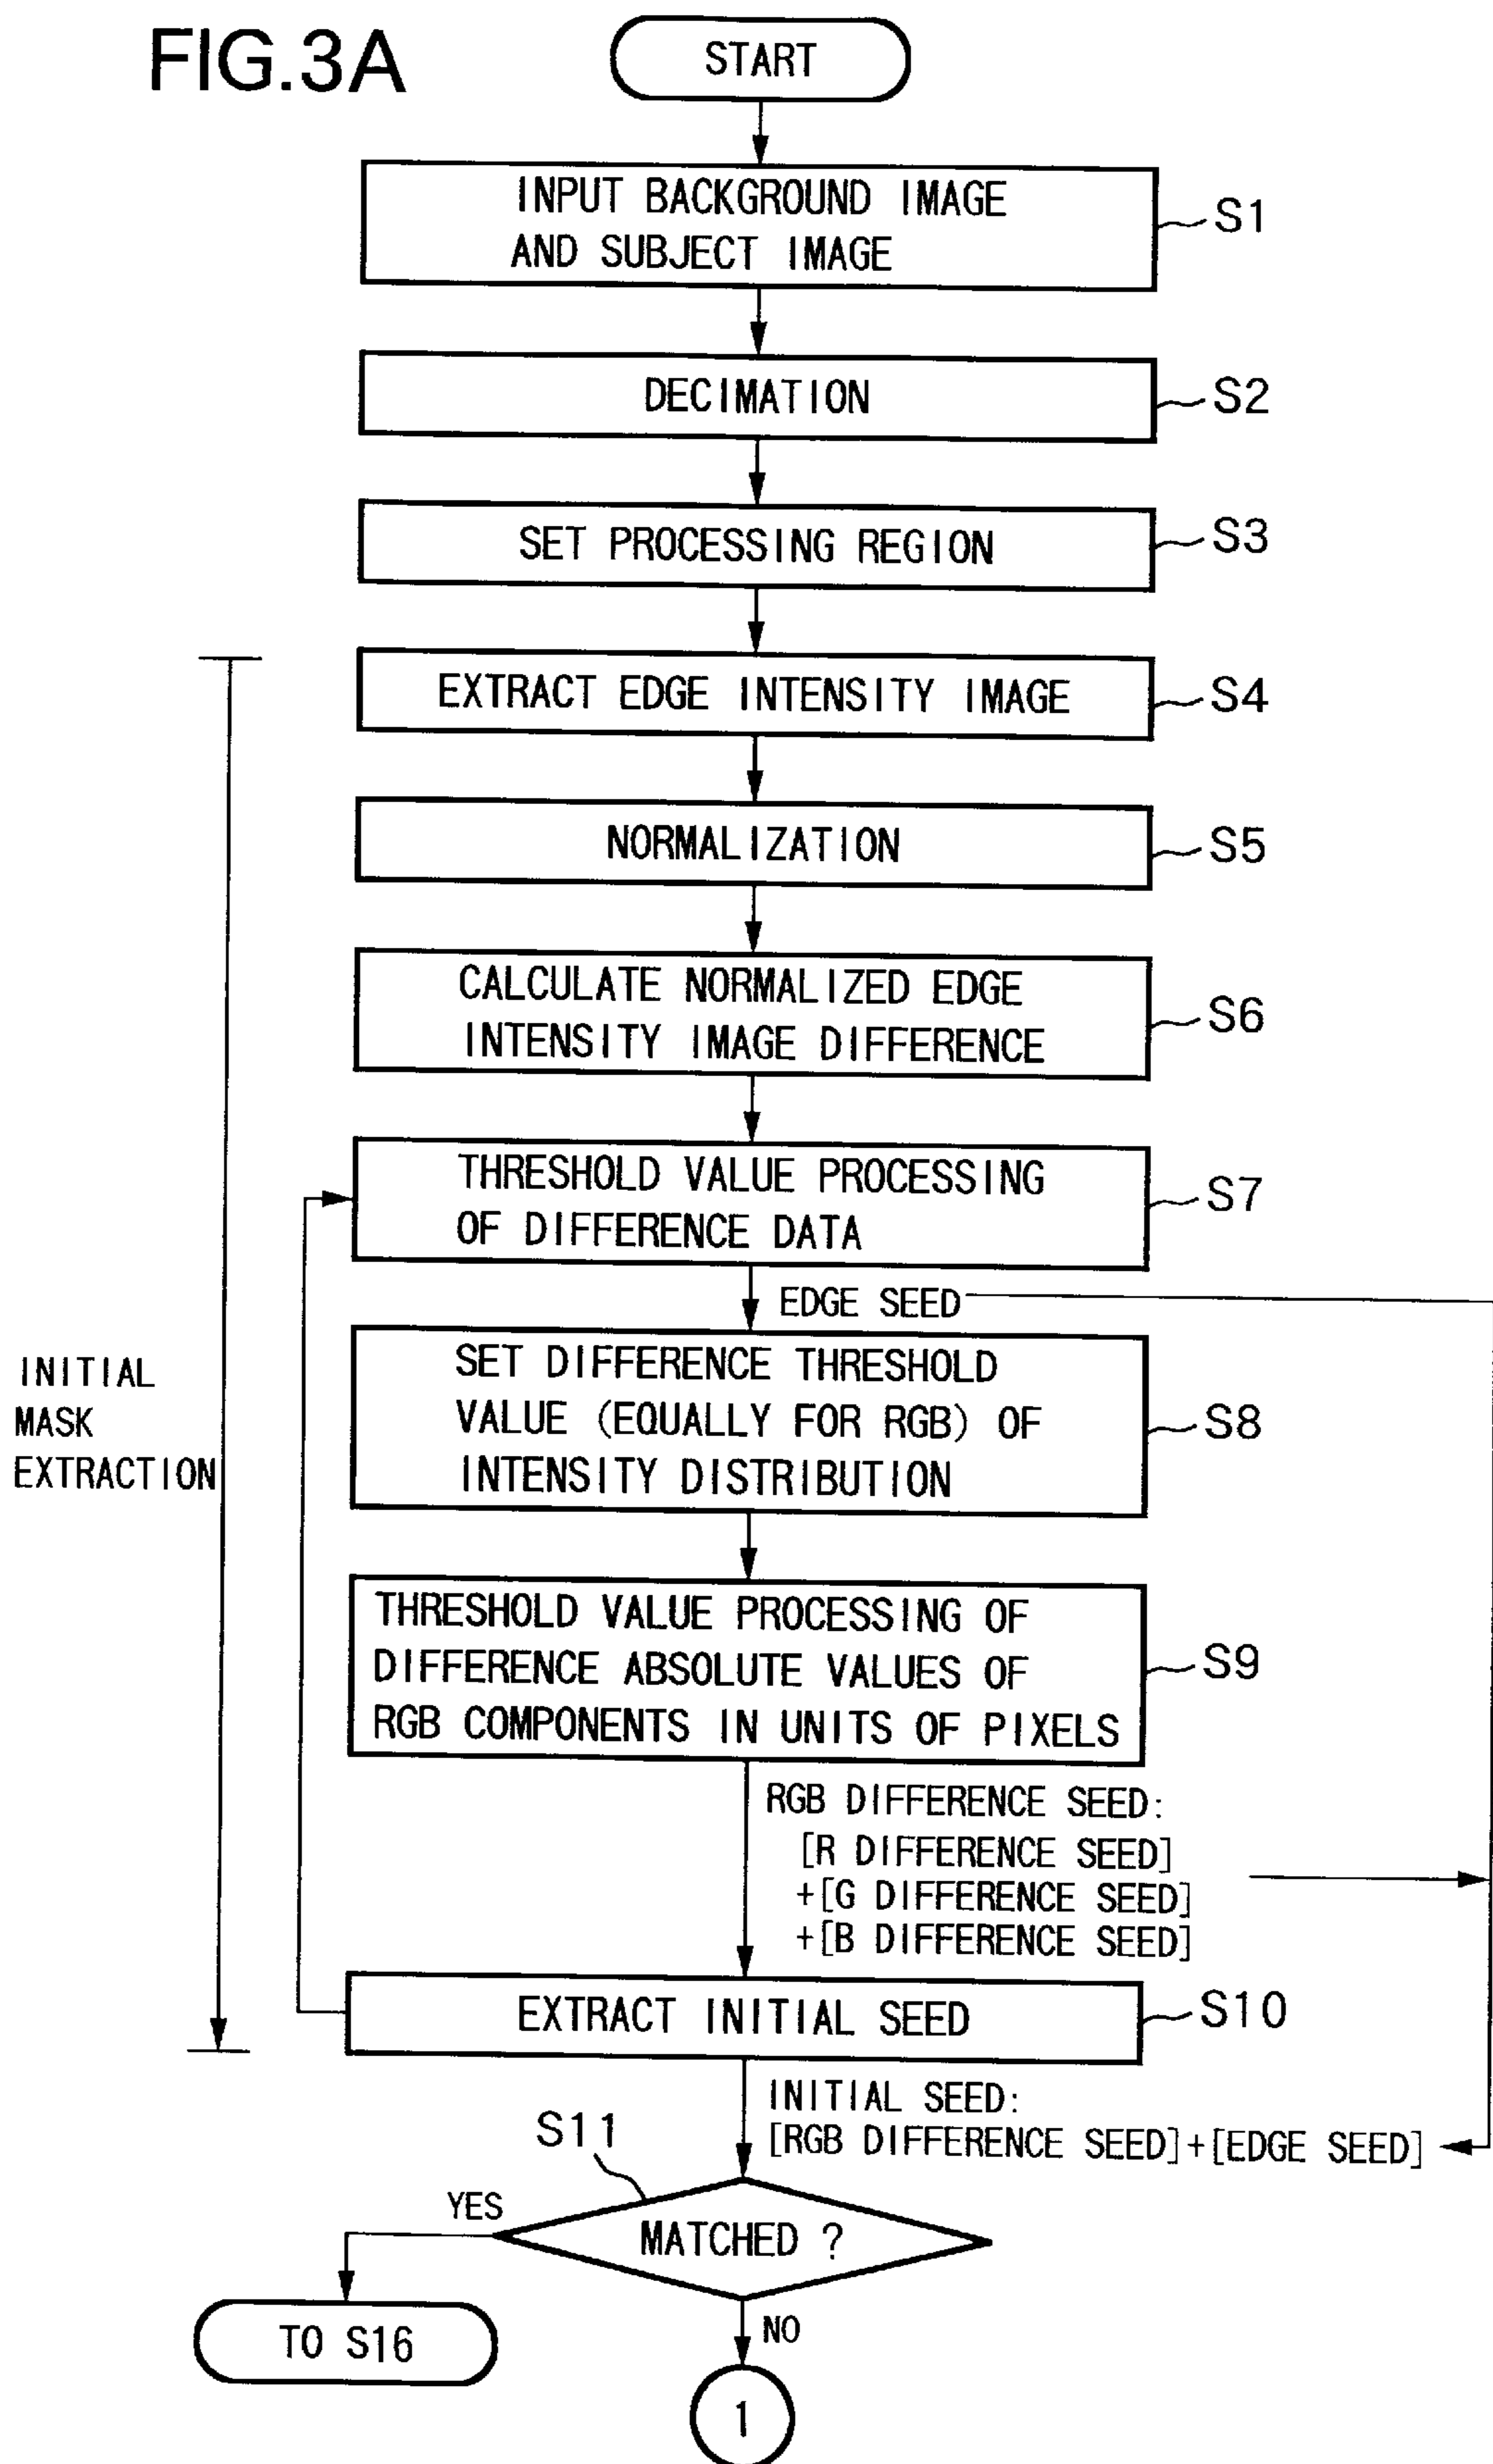 FIG.3A
START
INPUT BACKGROUND IMAGE
AND SUBJECT IMAGE
S1
DECIMATION
S2
SET PROCESSING REGION
S3
EXTRACT EDGE INTENSITY IMAGE
S4
NORMALIZATION
S5
CALCULATE NORMALIZED EDGE
INTENSITY IMAGE DIFFERENCE
S6
THRESHOLD VALUE PROCESSING
OF DIFFERENCE DATA
S7
EDGE SEED
INITIAL
MASK
EXTRACTION
SET DIFFERENCE THRESHOLD
VALUE (EQUALLY FOR RGB) OF
INTENSITY DISTRIBUTION
S8
THRESHOLD VALUE PROCESSING OF
DIFFERENCE ABSOLUTE VALUES OF
RGB COMPONENTS IN UNITS OF PIXELS
S9
RGB DIFFERENCE SEED:
[R DIFFERENCE SEED]
+[G DIFFERENCE SEED]
+[B DIFFERENCE SEED]
EXTRACT INITIAL SEED
S10
INITIAL SEED:
[RGB DIFFERENCE SEED]+[EDGE SEED]
S11
YES
MATCHED ?
TO S16
NO
1